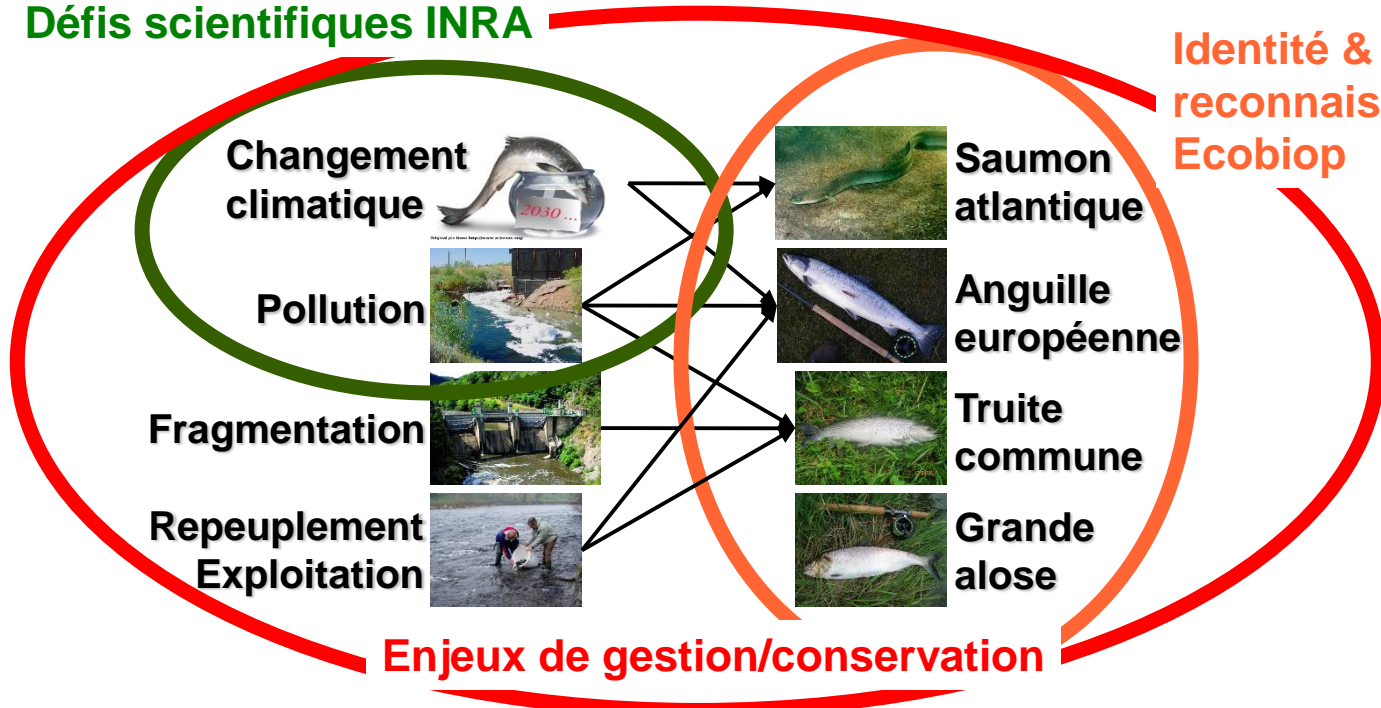 Défis scientifiques INRA
Identité &
reconnais
Ecobiop
Changement
climatique
2030 ...
Saumon
atlantique
Pollution
Anguille
européenne
Fragmentation
Truite
commune
Repeuplement
Exploitation
Grande
alose
Enjeux de gestion/conservation